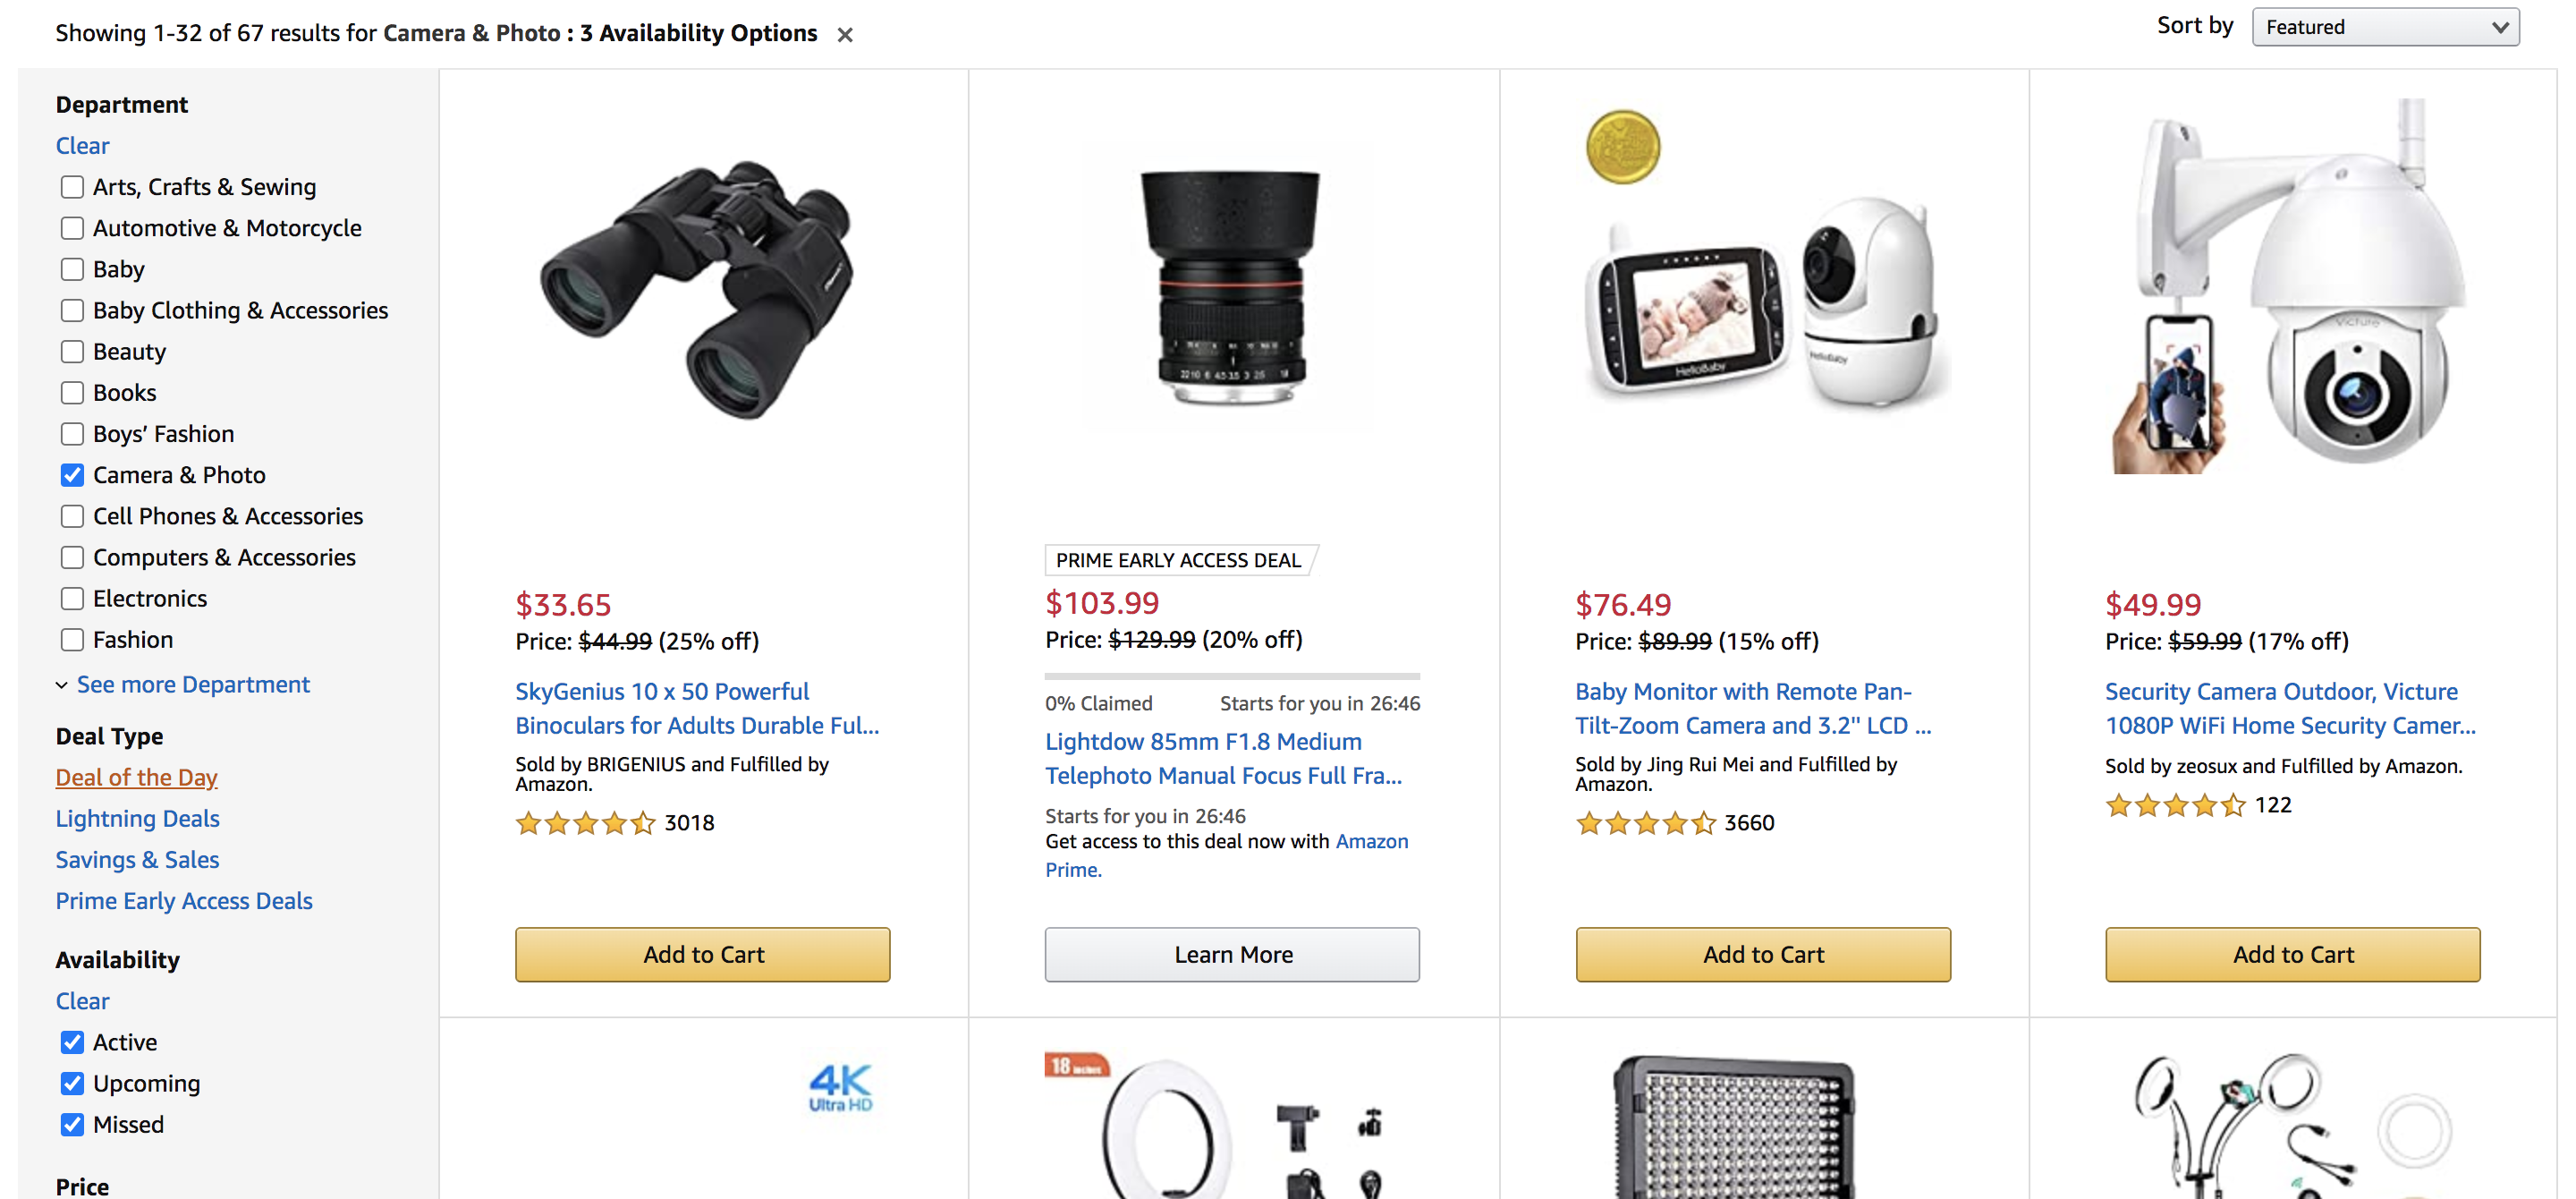 Showing 1-32 of 67 results for Camera & Photo : 3 Availability Options ×
Sort by Featured
Department
Clear
Arts, Crafts & Sewing
Automotive & Motorcycle
Baby
Baby Clothing & Accessories
Beauty
Books
Boys’ Fashion
Camera & Photo
Cell Phones & Accessories
Computers & Accessories
Electronics
Fashion
See more Department
Deal Type
Deal of the Day
Lightning Deals
Savings & Sales
Prime Early Access Deals
Availability
Clear
Active
Upcoming
Missed
Price
$33.65
Price: $44.99 (25% off)
SkyGenius 10 x 50 Powerful
Binoculars for Adults Durable Ful...
Sold by BRIGENIUS and Fulfilled by
Amazon.
3018
Add to Cart
PRIME EARLY ACCESS DEAL
$103.99
Price: $129.99 (20% off)
0% Claimed
Starts for you in 26:46
Lightdow 85mm F1.8 Medium
Telephoto Manual Focus Full Fra...
Starts for you in 26:46
Get access to this deal now with Amazon
Prime.
Learn More
HelloBaby
HelloBaby
$76.49
Price: $89.99 (15% off)
Baby Monitor with Remote Pan-
Tilt-Zoom Camera and 3.2" LCD ...
Sold by Jing Rui Mei and Fulfilled by
Amazon.
3660
Add to Cart
Victure
$49.99
Price: $59.99 (17% off)
Security Camera Outdoor, Victure
1080P WiFi Home Security Camer...
Sold by zeosux and Fulfilled by Amazon.
122
Add to Cart
4K
Ultra HD
18 inches